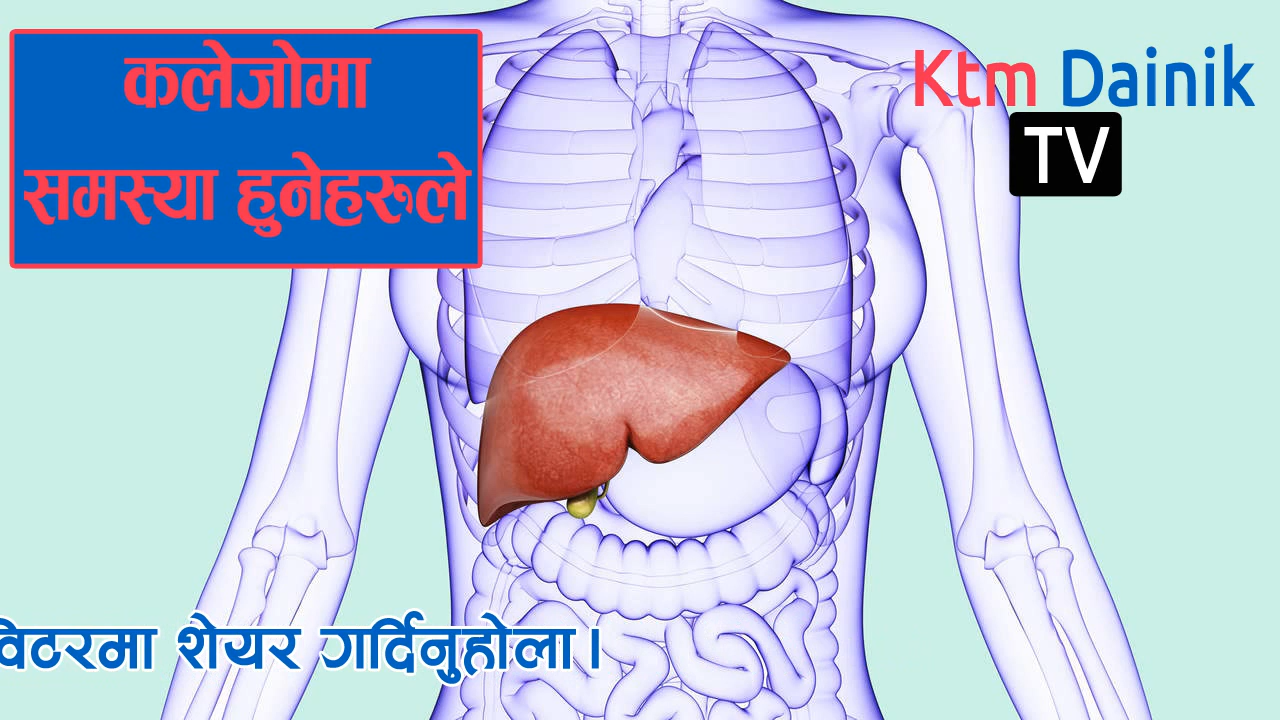 कलेजोमा
समस्या हुनेहरुले
Ktm Dainik
TV
शेयर गर्दिनुहोला।